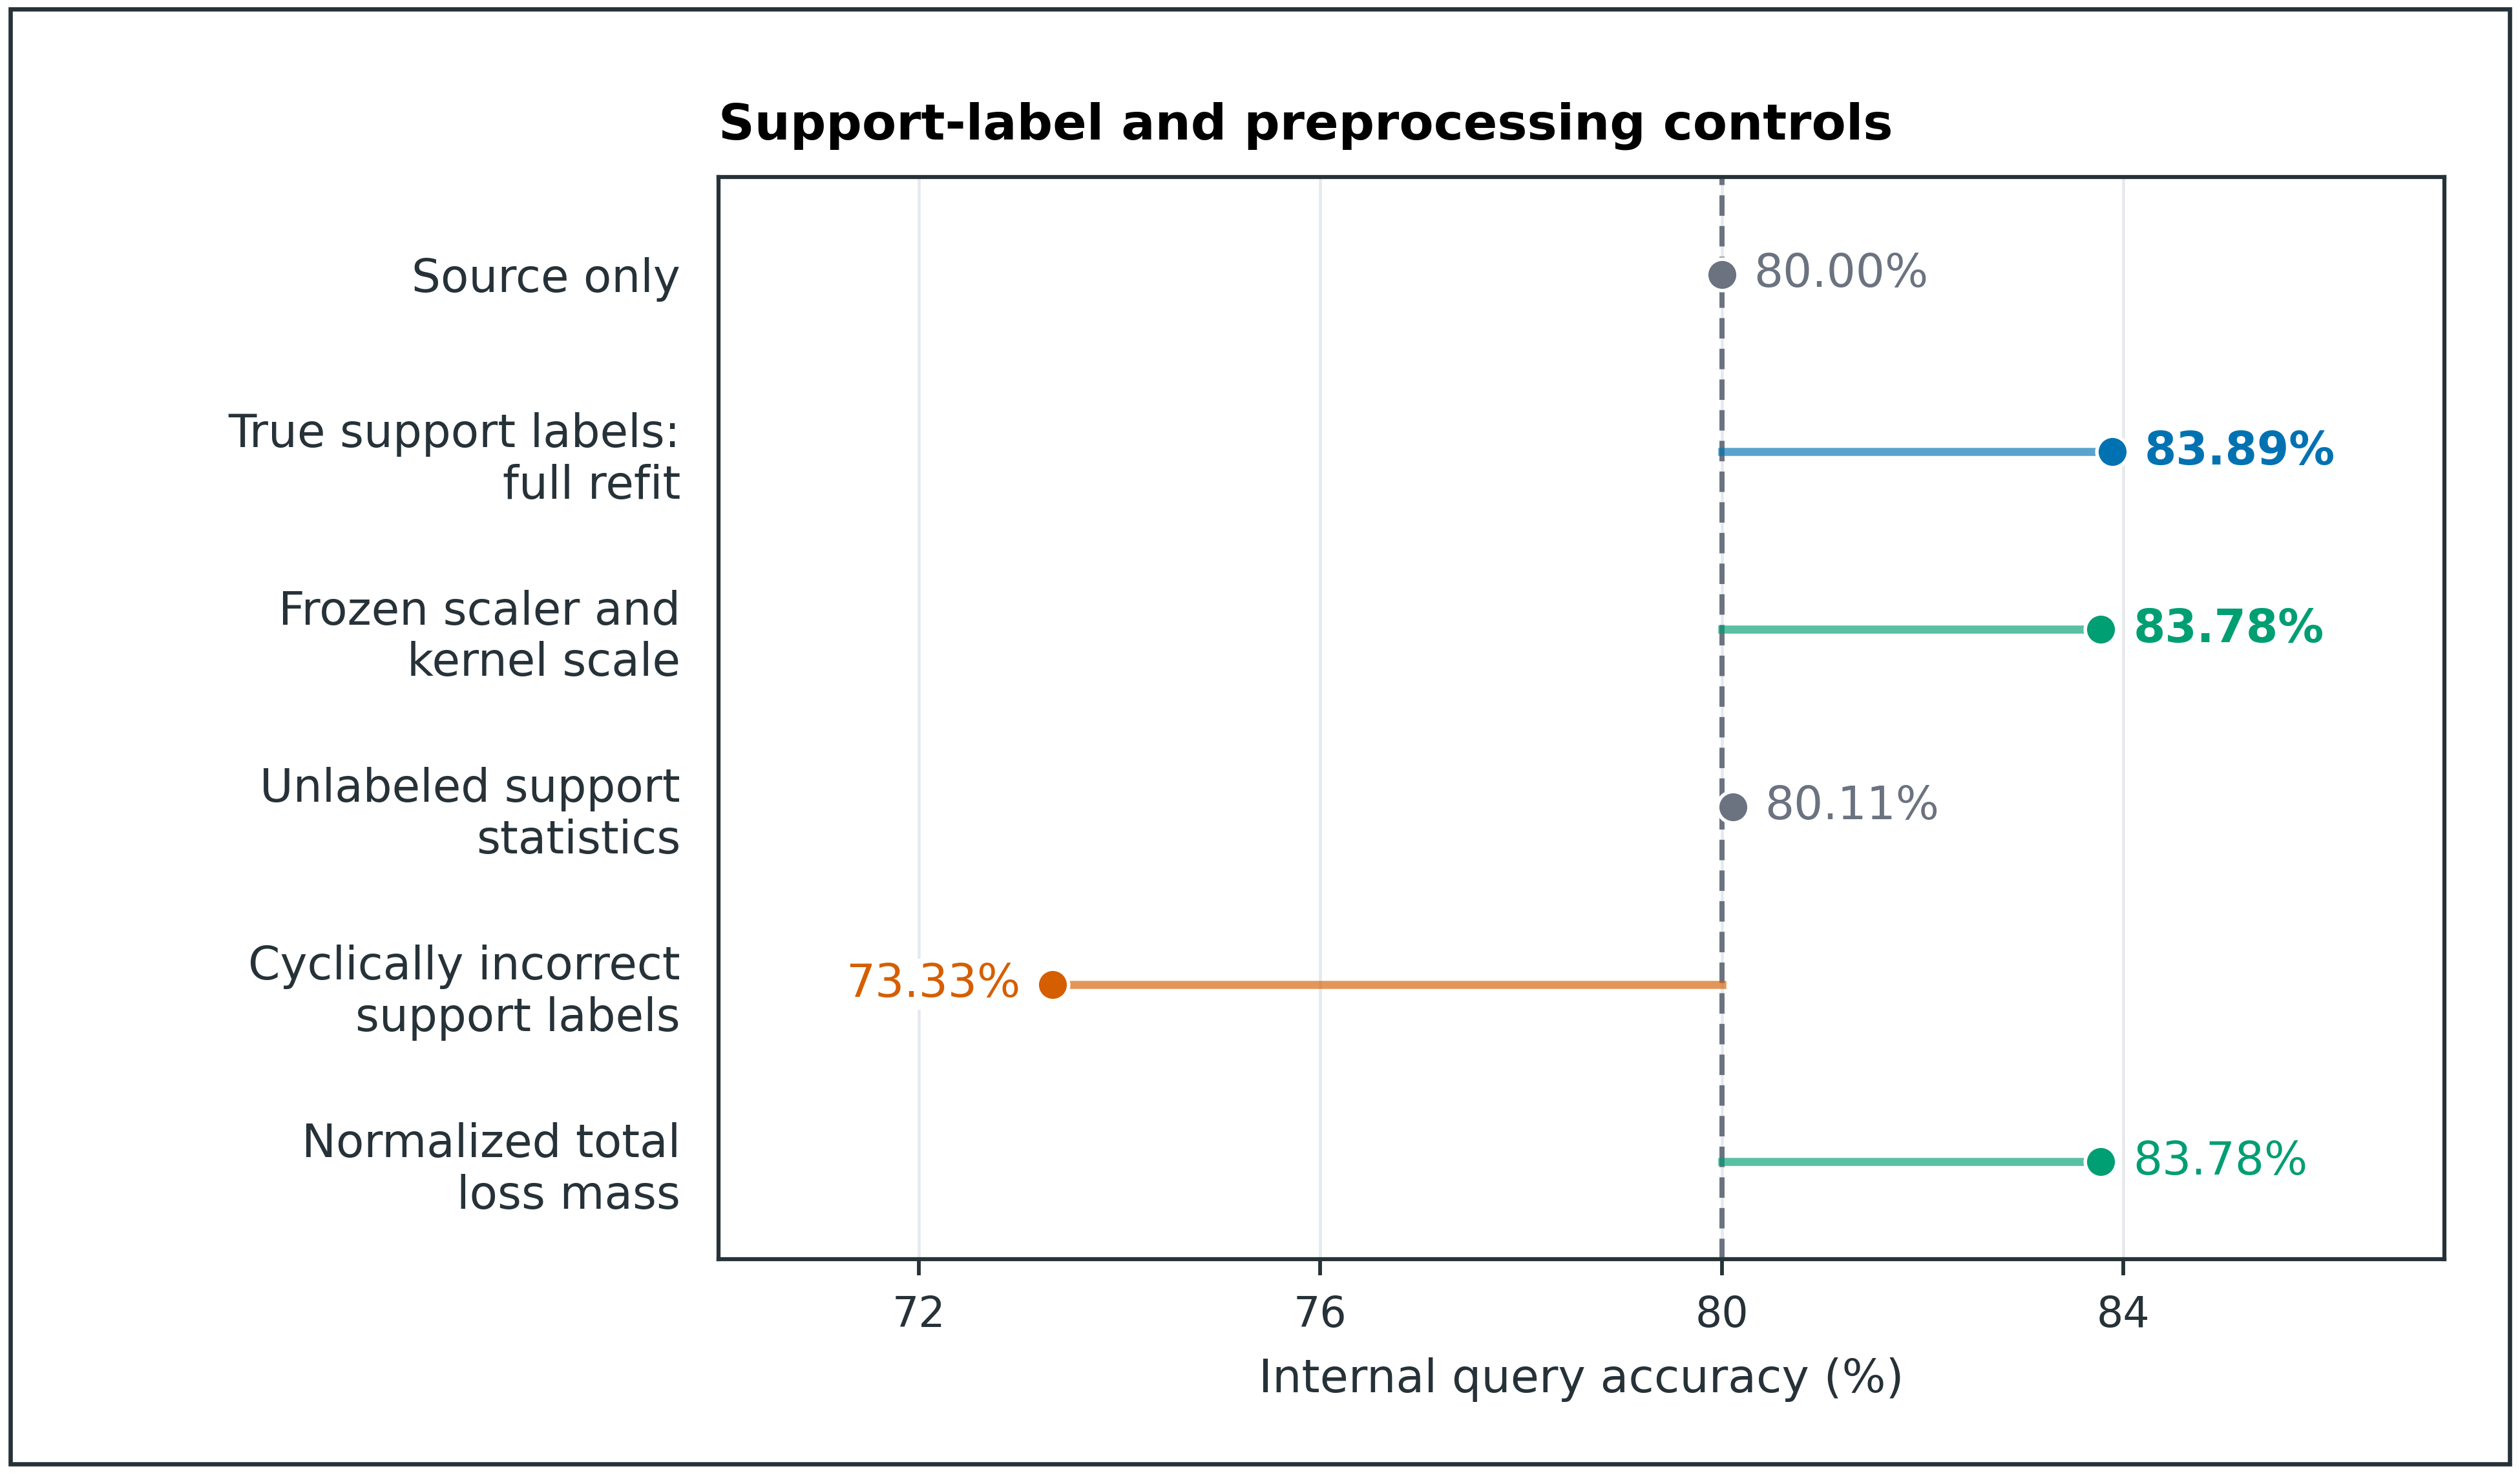 Support-label and preprocessing controls
Source only
80.00%
True support labels:
full refit
83.89%
Frozen scaler and
kernel scale
83.78%
Unlabeled support
statistics
80.11%
Cyclically incorrect
support labels
73.33%
Normalized total
loss mass
83.78%
72 76 80 84
Internal query accuracy (%)